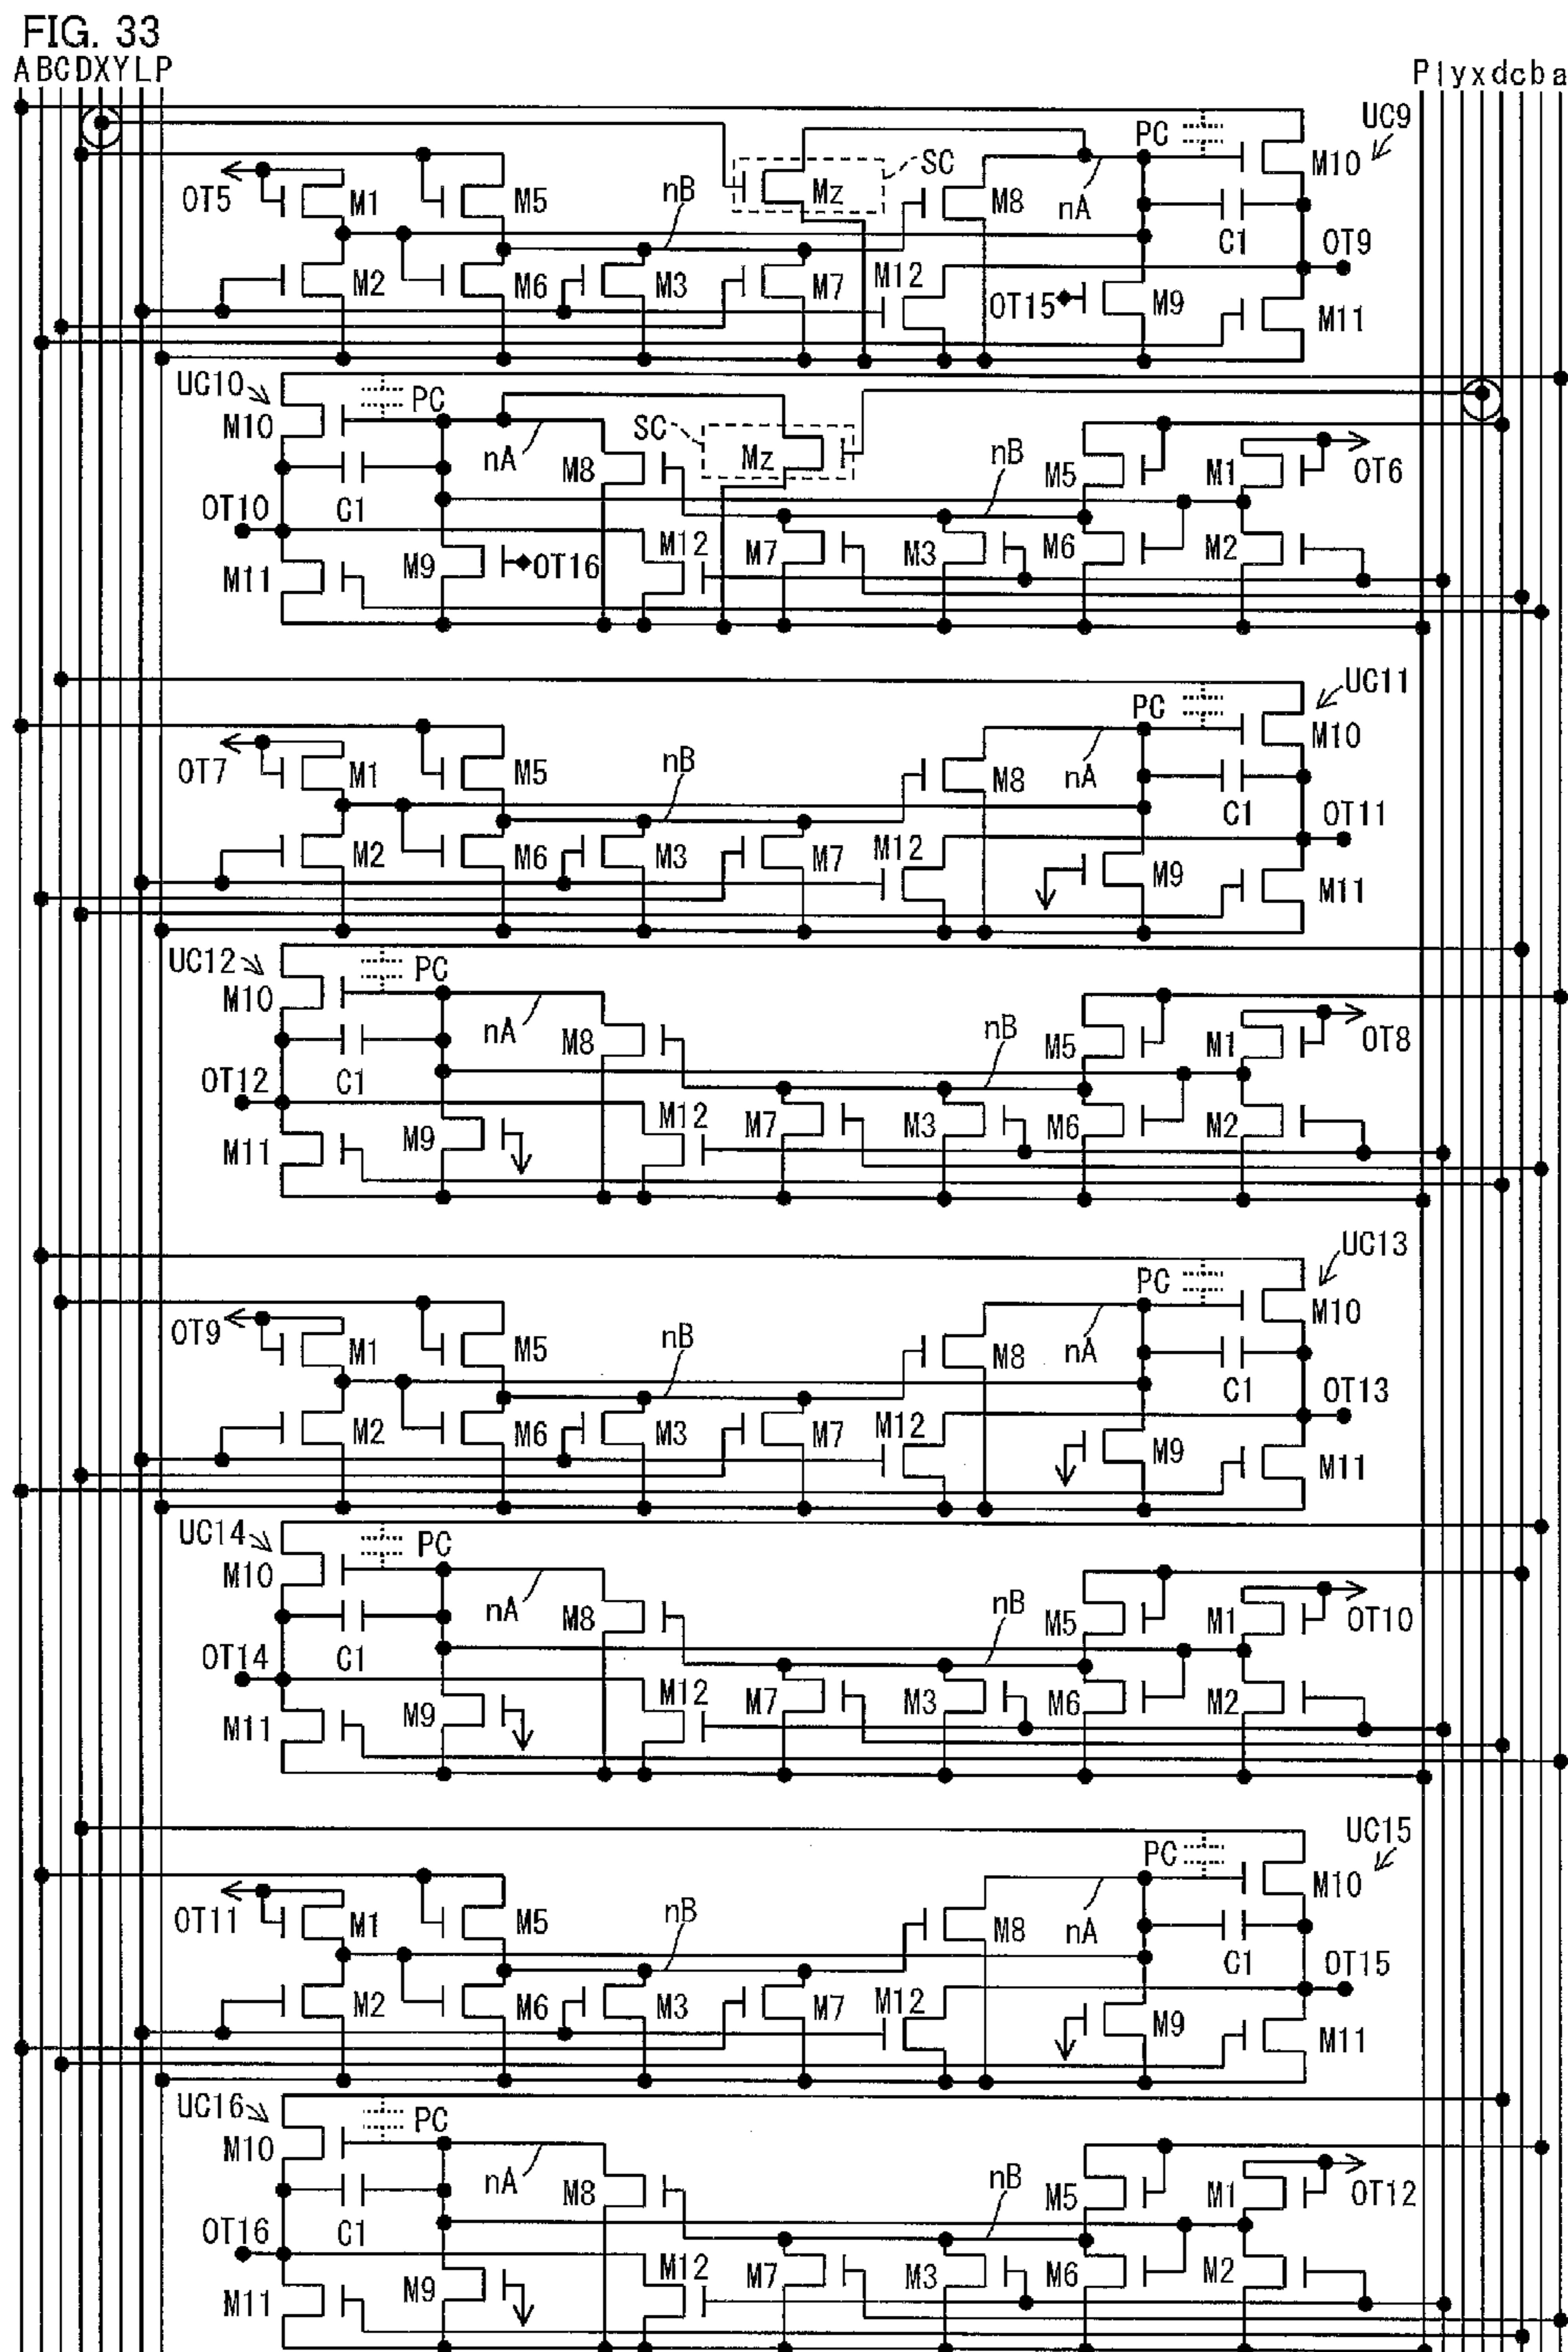 FIG. 33
A B C D X Y L P
P l y x d c b a
UC9
PC
M10
SC
OT5
M1
M5
nB
Mz
M8
nA
C1
OT9
M2
M6
M3
M7
M12
OT15
M9
M11
UC10
PC
M10
SC
nA
M8
Mz
nB
M5
M1
OT6
OT10
C1
M12
M9
OT16
M7
M3
M6
M2
M11
UC11
PC
M10
OT7
M1
M5
nB
M8
nA
C1
OT11
M2
M6
M3
M7
M12
M9
M11
UC12
PC
M10
nA
M8
nB
M5
M1
OT8
OT12
C1
M12
M9
M7
M3
M6
M2
M11
UC13
PC
M10
OT9
M1
M5
nB
M8
nA
C1
OT13
M2
M6
M3
M7
M12
M9
M11
UC14
PC
M10
nA
M8
nB
M5
M1
OT10
OT14
C1
M12
M9
M7
M3
M6
M2
M11
UC15
PC
M10
OT11
M1
M5
nB
M8
nA
C1
OT15
M2
M6
M3
M7
M12
M9
M11
UC16
PC
M10
nA
M8
nB
M5
M1
OT12
OT16
C1
M12
M9
M7
M3
M6
M2
M11